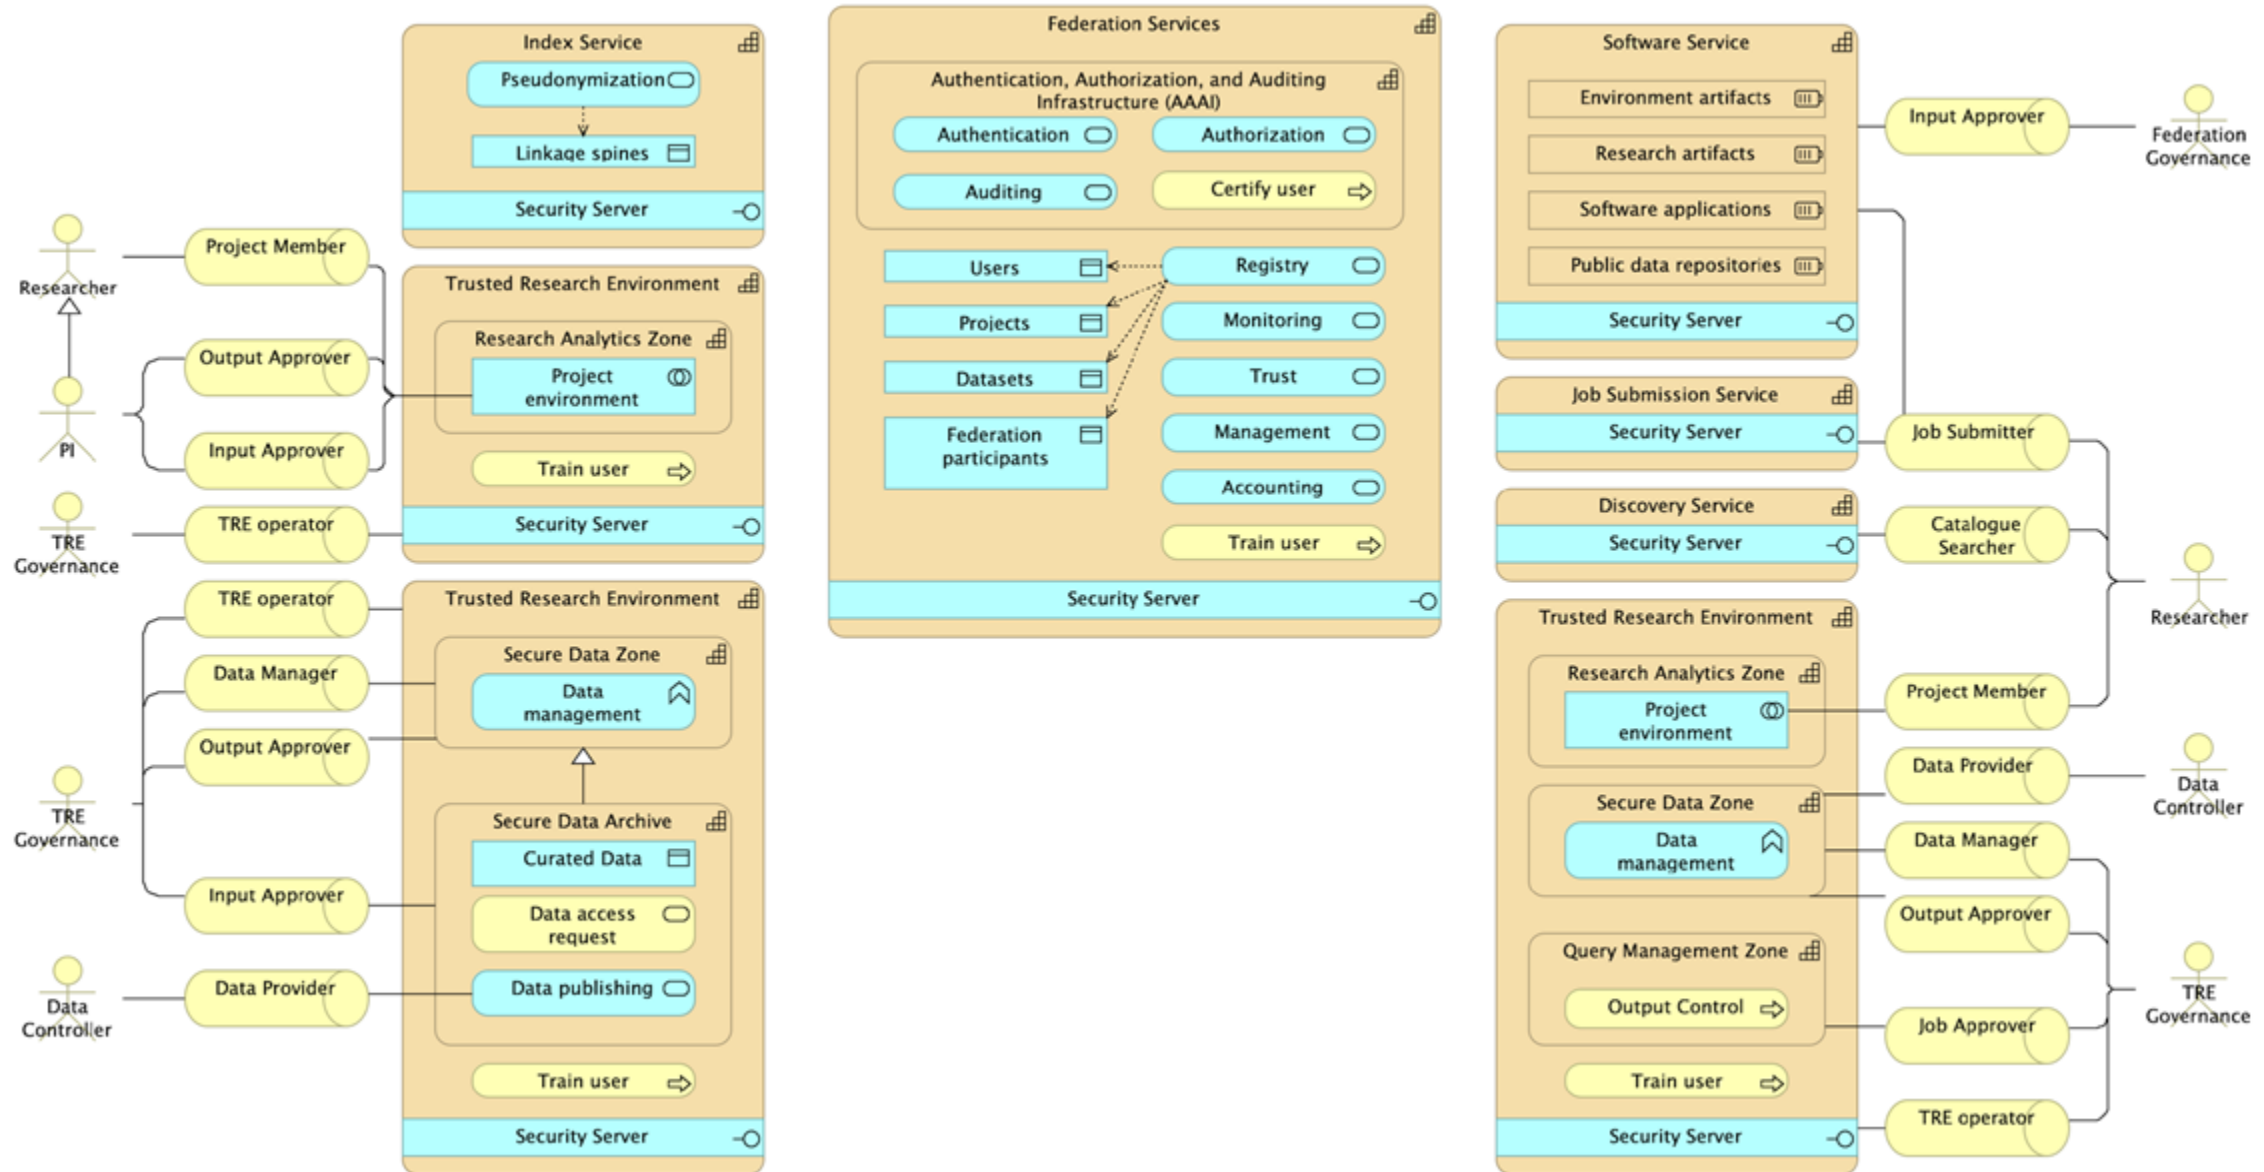 Index Service
Pseudonymization
Linkage spines
Security Server
Researcher
Project Member
PI
Output Approver
Input Approver
Trusted Research Environment
Research Analytics Zone
Project
environment
Train user
Security Server
TRE
Governance
TRE operator
TRE operator
Data Manager
Output Approver
TRE
Governance
Input Approver
Data
Controller
Data Provider
Trusted Research Environment
Secure Data Zone
Data
management
Secure Data Archive
Curated Data
Data access
request
Data publishing
Train user
Security Server
Federation Services
Authentication, Authorization, and Auditing
Infrastructure (AAAI)
Authentication
Authorization
Auditing
Certify user
Users
Registry
Projects
Monitoring
Datasets
Trust
Federation
participants
Management
Accounting
Train user
Security Server
Software Service
Environment artifacts
Research artifacts
Software applications
Public data repositories
Security Server
Input Approver
Federation
Governance
Job Submission Service
Security Server
Job Submitter
Discovery Service
Security Server
Catalogue
Searcher
Researcher
Trusted Research Environment
Research Analytics Zone
Project
environment
Project Member
Secure Data Zone
Data
management
Data Provider
Data
Controller
Data Manager
Output Approver
Query Management Zone
Output Control
Job Approver
TRE
Governance
Train user
TRE operator
Security Server